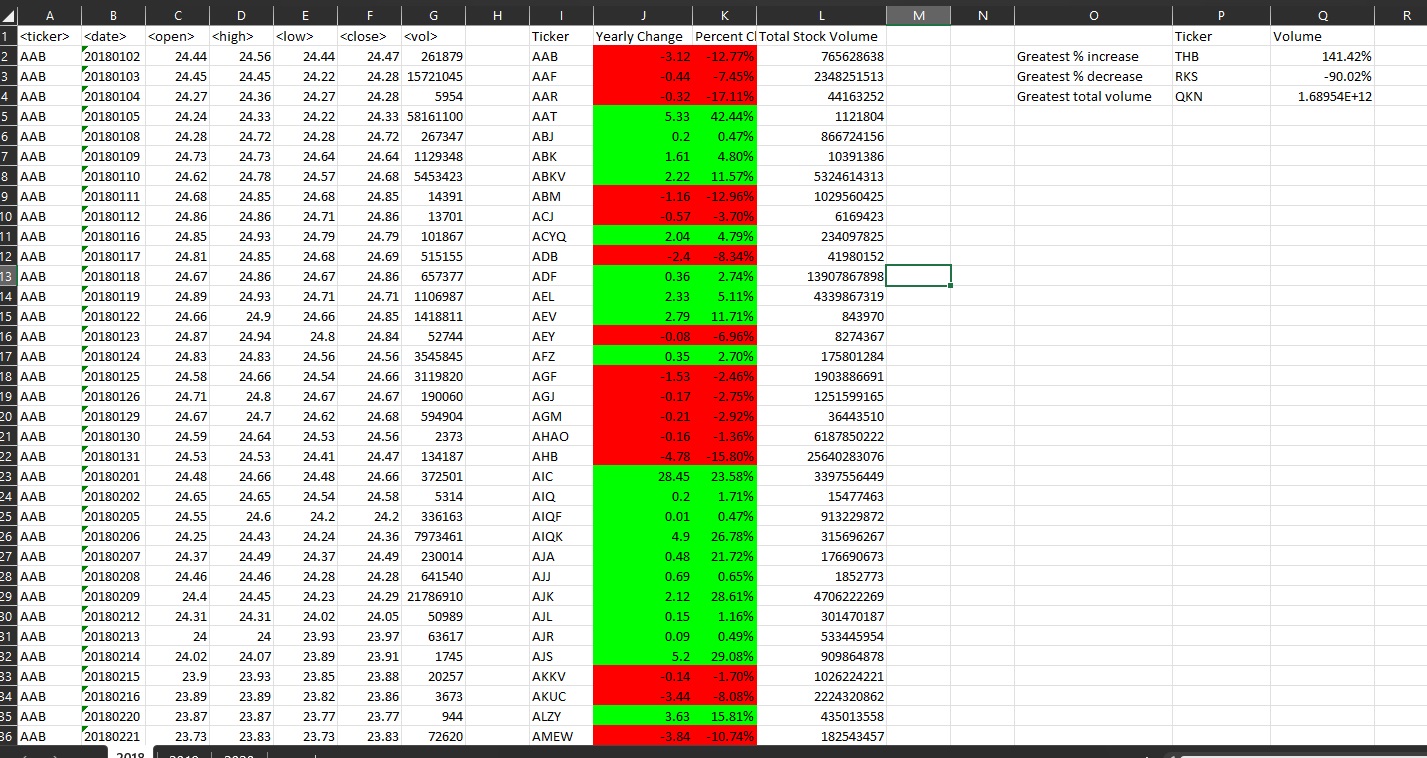 A B C D E F G H I J K L M N O P Q R
1 <ticker> <date> <open> <high> <low> <close> <vol> Ticker Yearly Change Percent C Total Stock Volume Ticker Volume
2 AAB 20180102 24.44 24.56 24.44 24.47 261879 AAB -3.12 -12.77% 765628638 Greatest % increase THB 141.42%
3 AAB 20180103 24.45 24.45 24.22 24.28 15721045 AAF -0.44 -7.45% 2348251513 Greatest % decrease RKS -90.02%
4 AAB 20180104 24.27 24.36 24.27 24.28 5954 AAR -0.32 -17.11% 44163252 Greatest total volume QKN 1.68954E+12
5 AAB 20180105 24.24 24.33 24.22 24.33 58161100 AAT 5.33 42.44% 1121804
6 AAB 20180108 24.28 24.72 24.28 24.72 267347 ABJ 0.2 0.47% 866724156
7 AAB 20180109 24.73 24.73 24.64 24.64 1129348 ABK 1.61 4.80% 10391386
8 AAB 20180110 24.62 24.78 24.57 24.68 5453423 ABKV 2.22 11.57% 5324614313
9 AAB 20180111 24.68 24.85 24.68 24.85 14391 ABM -1.16 -12.96% 1029560425
10 AAB 20180112 24.86 24.86 24.71 24.86 13701 ACJ -0.57 -3.70% 6169423
11 AAB 20180116 24.85 24.93 24.79 24.79 101867 ACYQ 2.04 4.79% 234097825
12 AAB 20180117 24.81 24.85 24.68 24.69 515155 ADB -2.4 -8.34% 41980152
13 AAB 20180118 24.67 24.86 24.67 24.86 657377 ADF 0.36 2.74% 13907867898
14 AAB 20180119 24.89 24.93 24.71 24.71 1106987 AEL 2.33 5.11% 4339867319
15 AAB 20180122 24.66 24.9 24.66 24.85 1418811 AEV 2.79 11.71% 843970
16 AAB 20180123 24.87 24.94 24.8 24.84 52744 AEY -0.08 -6.96% 8274367
17 AAB 20180124 24.83 24.83 24.56 24.56 3545845 AFZ 0.35 2.70% 175801284
18 AAB 20180125 24.58 24.66 24.54 24.66 3119820 AGF -1.53 -2.46% 1903886691
19 AAB 20180126 24.71 24.8 24.67 24.67 190060 AGJ -0.17 -2.75% 1251599165
20 AAB 20180129 24.67 24.7 24.62 24.68 594904 AGM -0.21 -2.92% 36443510
21 AAB 20180130 24.59 24.64 24.53 24.56 2373 AHAO -0.16 -1.36% 6187850222
22 AAB 20180131 24.53 24.53 24.41 24.47 134187 AHB -4.78 -15.80% 25640283076
23 AAB 20180201 24.48 24.66 24.48 24.66 372501 AIC 28.45 23.58% 3397556449
24 AAB 20180202 24.65 24.65 24.54 24.58 5314 AIQ 0.2 1.71% 15477463
25 AAB 20180205 24.55 24.6 24.2 24.2 336163 AIQF 0.01 0.47% 913229872
26 AAB 20180206 24.25 24.43 24.24 24.36 7973461 AIQK 4.9 26.78% 315696267
27 AAB 20180207 24.37 24.49 24.37 24.49 230014 AJA 0.48 21.72% 176690673
28 AAB 20180208 24.46 24.46 24.28 24.28 641540 AJJ 0.69 0.65% 1852773
29 AAB 20180209 24.4 24.45 24.23 24.29 21786910 AJK 2.12 28.61% 4706222269
30 AAB 20180212 24.31 24.31 24.02 24.05 50989 AJL 0.15 1.16% 301470187
31 AAB 20180213 24 24 23.93 23.97 63617 AJR 0.09 0.49% 533445954
32 AAB 20180214 24.02 24.07 23.89 23.91 1745 AJS 5.2 29.08% 909864878
33 AAB 20180215 23.9 23.93 23.85 23.88 20257 AKKV -0.14 -1.70% 1026224221
34 AAB 20180216 23.89 23.89 23.82 23.86 3673 AKUC -3.44 -8.08% 2224320862
35 AAB 20180220 23.87 23.87 23.77 23.77 944 ALZY 3.63 15.81% 435013558
36 AAB 20180221 23.73 23.83 23.73 23.83 72620 AMEW -3.84 -10.74% 182543457
2018 2019 2020